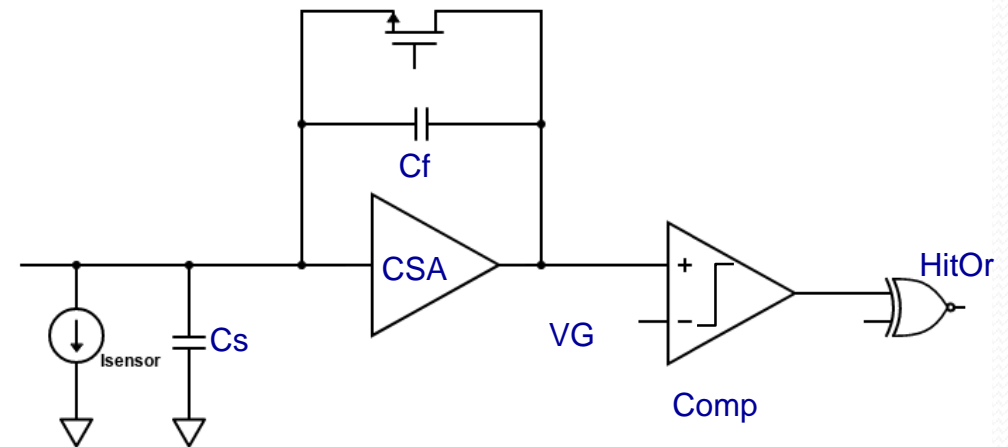 Cf
CSA
HitOr
+
-
VG
Cs
Isensor
Comp